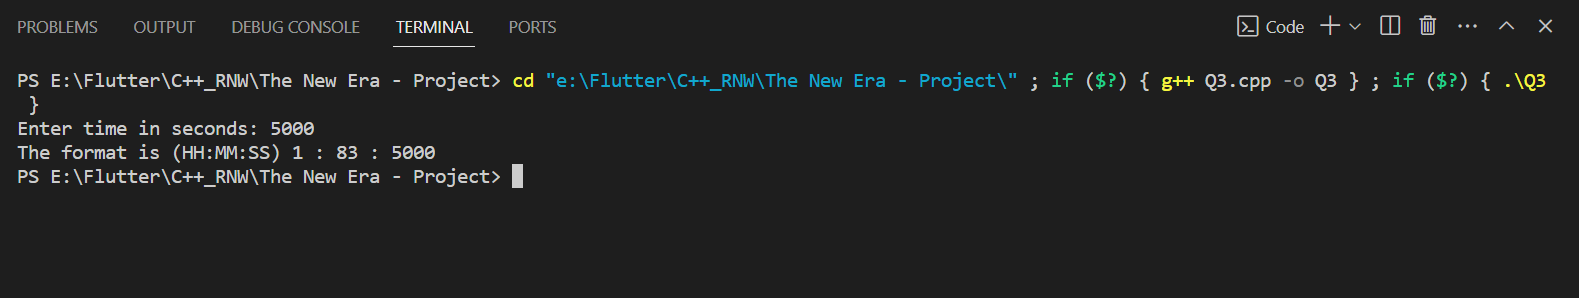 PROBLEMS OUTPUT DEBUG CONSOLE TERMINAL PORTS Code
PS E:\Flutter\C++_RNW\The New Era - Project> cd "e:\Flutter\C++_RNW\The New Era - Project\" ; if ($?) { g++ Q3.cpp -o Q3 } ; if ($?) { .\Q3
}
Enter time in seconds: 5000
The format is (HH:MM:SS) 1 : 83 : 5000
PS E:\Flutter\C++_RNW\The New Era - Project>